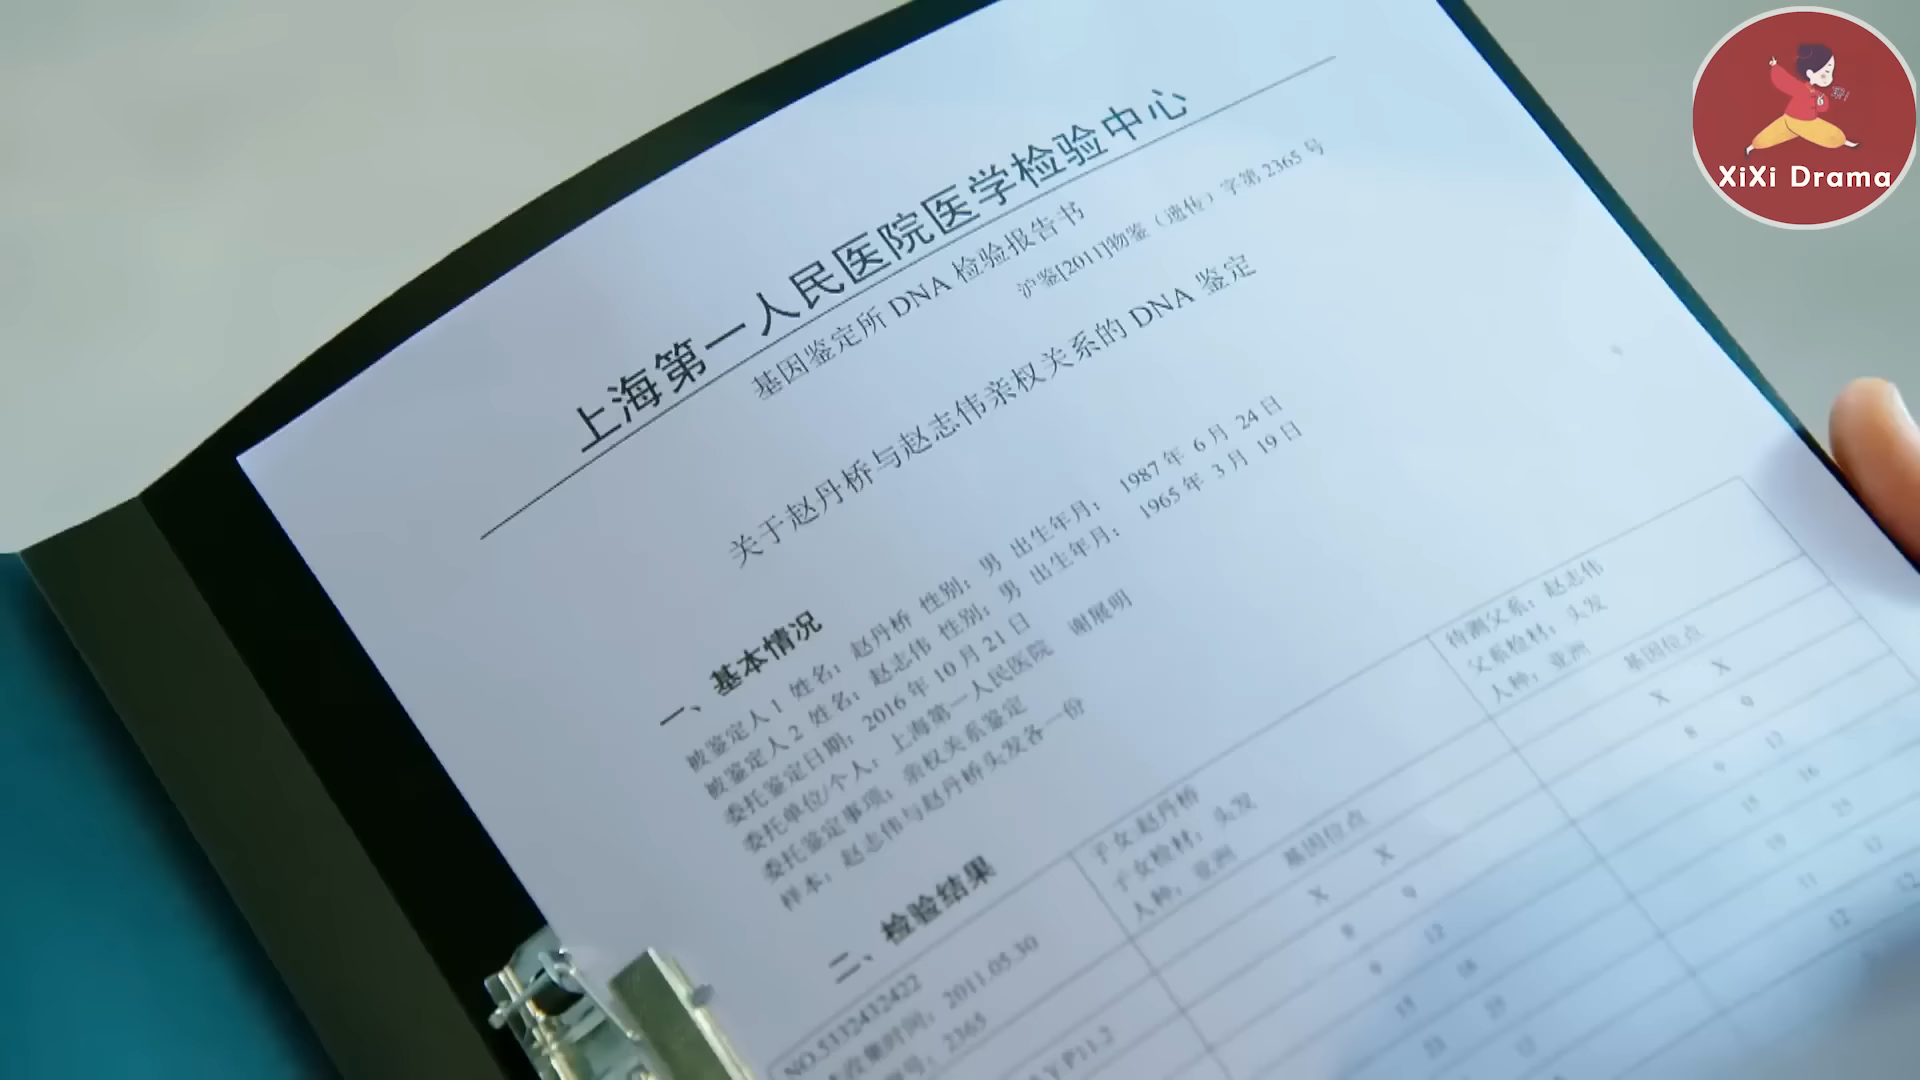 XiXi Drama
上海第一人民医院医学检验中心
基因鉴定所 DNA 检验报告书
沪鉴[2011]物鉴（遗传）字第 2365 号
关于赵丹桥与赵志伟亲权关系的 DNA 鉴定
一、基本情况
被鉴定人 1 姓名：赵丹桥 性别：男 出生年月：1987 年 6 月 24 日
被鉴定人 2 姓名：赵志伟 性别：男 出生年月：1965 年 3 月 19 日
委托鉴定日期：2016 年 10 月 21 日
委托单位/个人：上海第一人民医院 谢展明
委托鉴定事项：亲权关系鉴定
样本：赵志伟与赵丹桥头发各一份
二、检验结果
NO.5332432422
收集时间：2011.05.30
号：2365
子女 赵丹桥
子女检材：头发
人种：亚洲
基因位点
X X
待测父系：赵志伟
父系检材：头发
人种：亚洲
基因位点
X X